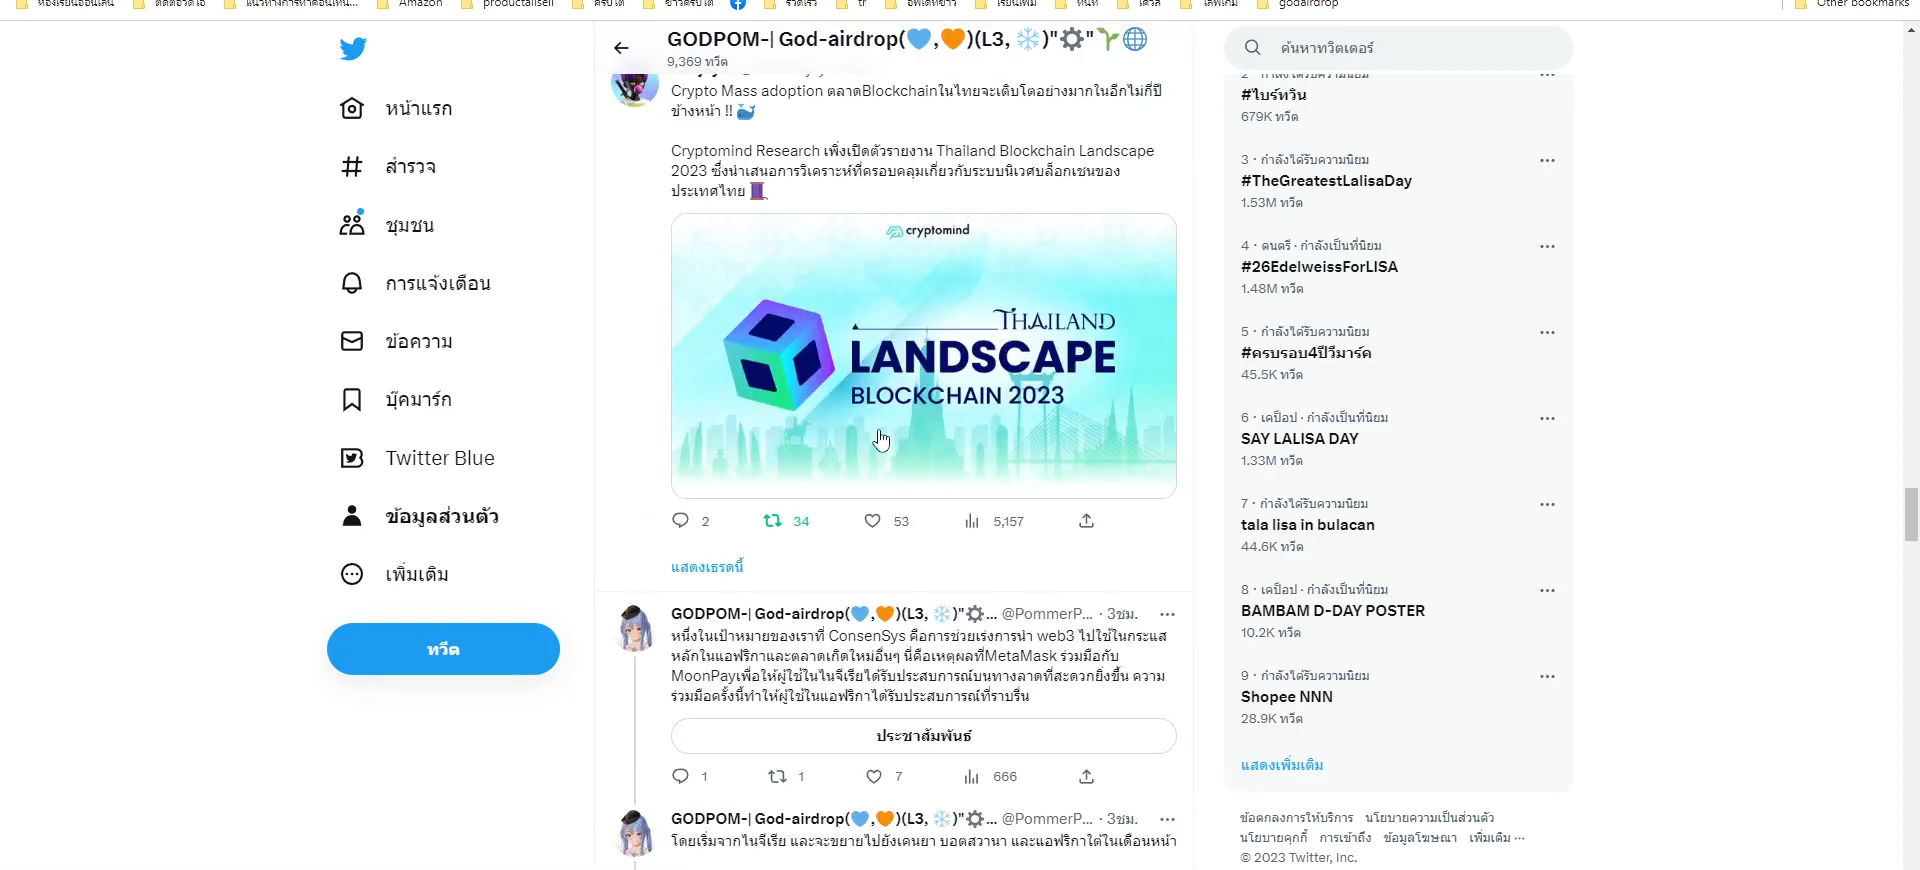 Amazon
productallsell
tr
godairdrop
Other bookmarks
GODPOM-| God-airdrop(🩵,🧡)(L3, ❄️)"⚙️"🌱🌐
9,369 ทวีต
ค้นหาทวิตเตอร์
หน้าแรก
สำรวจ
ชุมชน
การแจ้งเตือน
ข้อความ
บุ๊คมาร์ก
Twitter Blue
ข้อมูลส่วนตัว
เพิ่มเติม
ทวีต
Crypto Mass adoption ตลาดBlockchainในไทยจะเติบโตอย่างมากในอีกไม่กี่ปี
ข้างหน้า !! 🐳
Cryptomind Research เพิ่งเปิดตัวรายงาน Thailand Blockchain Landscape
2023 ซึ่งนำเสนอการวิเคราะห์ที่ครอบคลุมเกี่ยวกับระบบนิเวศบล็อกเชนของ
ประเทศไทย 🧵
cryptomind
THAILAND
LANDSCAPE
BLOCKCHAIN 2023
2 34 53 5,157
แสดงเธรดนี้
GODPOM-| God-airdrop(🩵,🧡)(L3, ❄️)"⚙️... @PommerP... · 3ชม.
หนึ่งในเป้าหมายของเราที่ ConsenSys คือการช่วยเร่งการนำ web3 ไปใช้ในกระแส
หลักในแอฟริกาและตลาดเกิดใหม่อื่นๆ นี่คือเหตุผลที่MetaMask ร่วมมือกับ
MoonPayเพื่อให้ผู้ใช้ในไนจีเรียได้รับประสบการณ์บนทางลาดที่สะดวกยิ่งขึ้น ความ
ร่วมมือครั้งนี้ทำให้ผู้ใช้ในแอฟริกาได้รับประสบการณ์ที่ราบรื่น
ประชาสัมพันธ์
1 1 7 666
GODPOM-| God-airdrop(🩵,🧡)(L3, ❄️)"⚙️... @PommerP... · 3ชม.
โดยเริ่มจากไนจีเรีย และจะขยายไปยังเคนยา บอตสวานา และแอฟริกาใต้ในเดือนหน้า
2 · กำลังได้รับความนิยม
#ไบร์ทวิน
679K ทวีต
3 · กำลังได้รับความนิยม
#TheGreatestLalisaDay
1.53M ทวีต
4 · ดนตรี · กำลังเป็นที่นิยม
#26EdelweissForLISA
1.48M ทวีต
5 · กำลังได้รับความนิยม
#ครบรอบ4ปีวีมาร์ค
45.5K ทวีต
6 · เคป็อป · กำลังเป็นที่นิยม
SAY LALISA DAY
1.33M ทวีต
7 · กำลังได้รับความนิยม
tala lisa in bulacan
44.6K ทวีต
8 · เคป็อป · กำลังเป็นที่นิยม
BAMBAM D-DAY POSTER
10.2K ทวีต
9 · กำลังได้รับความนิยม
Shopee NNN
28.9K ทวีต
แสดงเพิ่มเติม
ข้อตกลงการให้บริการ นโยบายความเป็นส่วนตัว
นโยบายคุกกี้ การเข้าถึง ข้อมูลโฆษณา เพิ่มเติม ···
© 2023 Twitter, Inc.